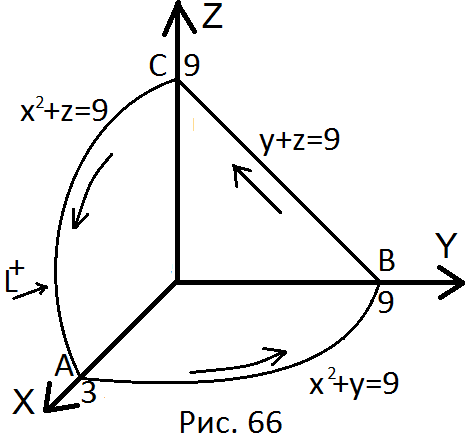 Z
C 9
x²+z=9
y+z=9
Y
B
9
L⁺
A
3
X
x²+y=9
Рис. 66